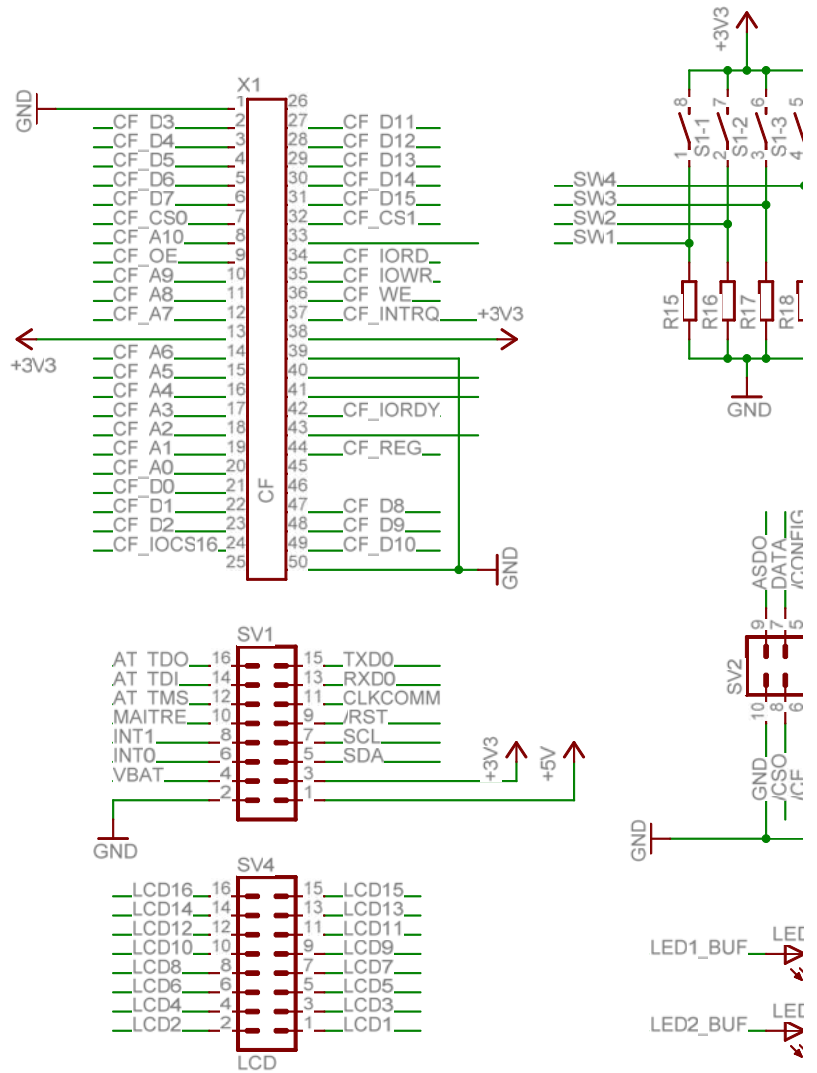 +3V3
X1
GND
1 26
CF_D3 2 27 CF_D11
CF_D4 3 28 CF_D12
CF_D5 4 29 CF_D13
CF_D6 5 30 CF_D14
CF_D7 6 31 CF_D15
CF_CS0 7 32 CF_CS1
CF_A10 8 33
CF_OE 9 34 CF_IORD
CF_A9 10 35 CF_IOWR
CF_A8 11 36 CF_WE
CF_A7 12 37 CF_INTRQ
+3V3 13 38 +3V3
CF_A6 14 39
CF_A5 15 40
CF_A4 16 41
CF_A3 17 42 CF_IORDY
CF_A2 18 43
CF_A1 19 44 CF_REG
CF_A0 20 45
CF_D0 21 46
CF_D1 22 47 CF_D8
CF_D2 23 48 CF_D9
CF_IOCS16 24 49 CF_D10
25 50
CF
GND
8 7 6 5
S1-1 S1-2 S1-3
1 2 3 4
SW4
SW3
SW2
SW1
R15 R16 R17 R18
GND
SV1
AT_TDO 16 15 TXD0
AT_TDI 14 13 RXD0
AT_TMS 12 11 CLKCOMM
MAITRE 10 9 /RST
INT1 8 7 SCL
INT0 6 5 SDA
VBAT 4 3 +3V3
2 1 +5V
GND
ASDO DATA /CONFIG
9 7 5
SV2
10 8 6
GND /CSO /CE
GND
SV4
LCD16 16 15 LCD15
LCD14 14 13 LCD13
LCD12 12 11 LCD11
LCD10 10 9 LCD9
LCD8 8 7 LCD7
LCD6 6 5 LCD5
LCD4 4 3 LCD3
LCD2 2 1 LCD1
LCD
LED
LED1_BUF
LED
LED2_BUF